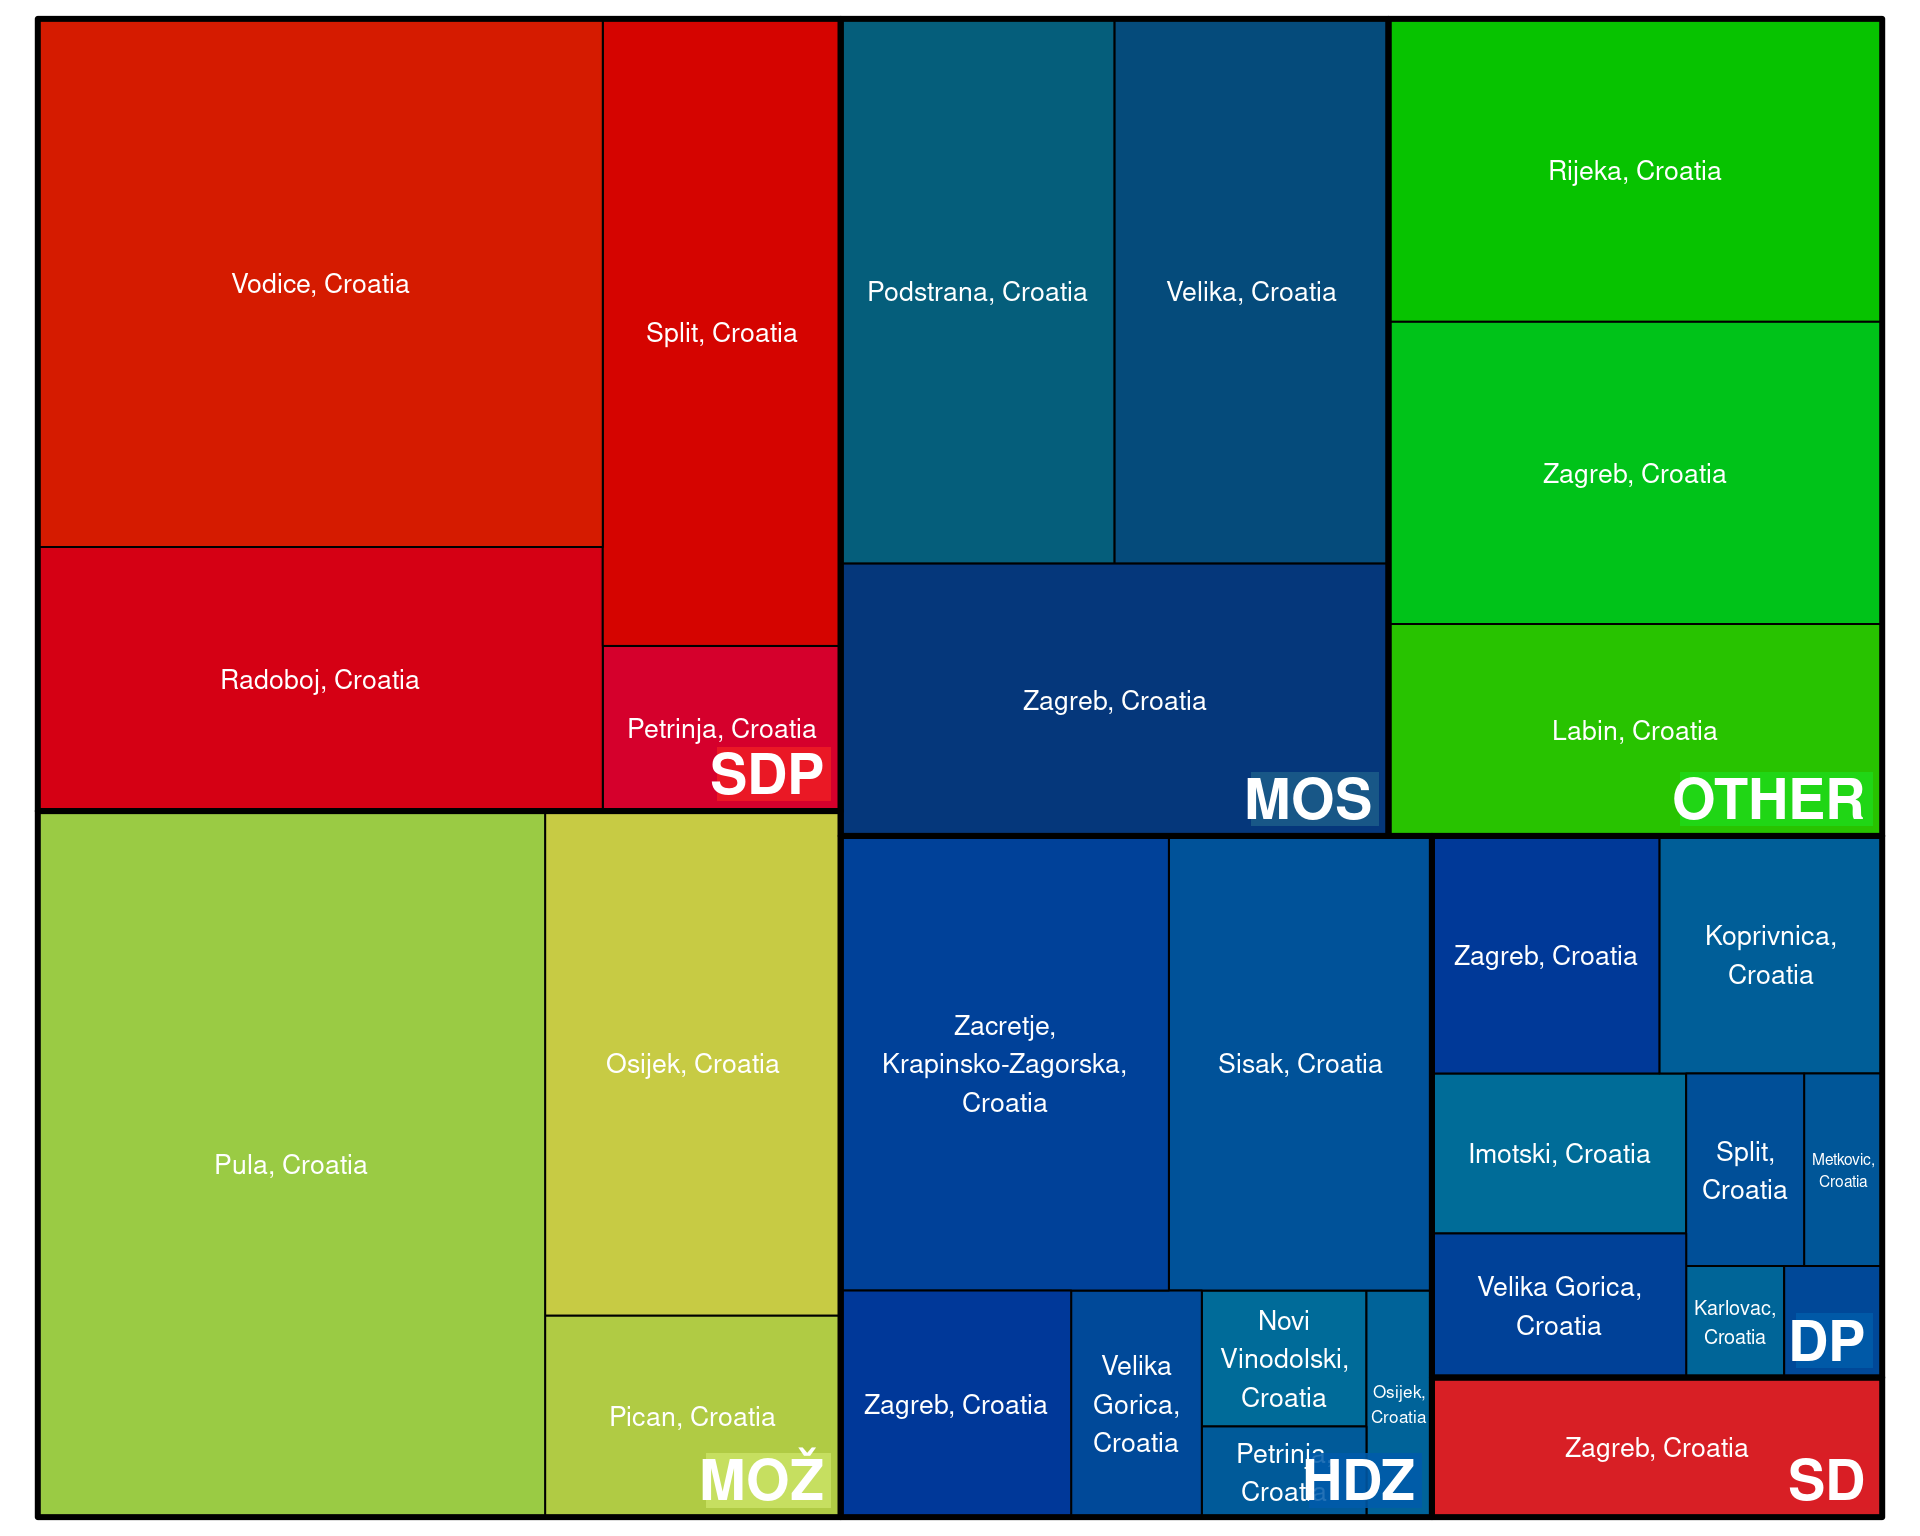 Vodice, Croatia
Split, Croatia
Radoboj, Croatia
Petrinja, Croatia
SDP
Podstrana, Croatia
Velika, Croatia
Zagreb, Croatia
MOS
Rijeka, Croatia
Zagreb, Croatia
Labin, Croatia
OTHER
Pula, Croatia
Osijek, Croatia
Pican, Croatia
MOŽ
Zacretje,
Krapinsko-Zagorska,
Croatia
Sisak, Croatia
Zagreb, Croatia
Velika
Gorica,
Croatia
Novi
Vinodolski,
Croatia
Petrinja,
Croatia
Osijek,
Croatia
HDZ
Zagreb, Croatia
Koprivnica,
Croatia
Imotski, Croatia
Split,
Croatia
Metkovic,
Croatia
Velika Gorica,
Croatia
Karlovac,
Croatia
DP
Zagreb, Croatia
SD